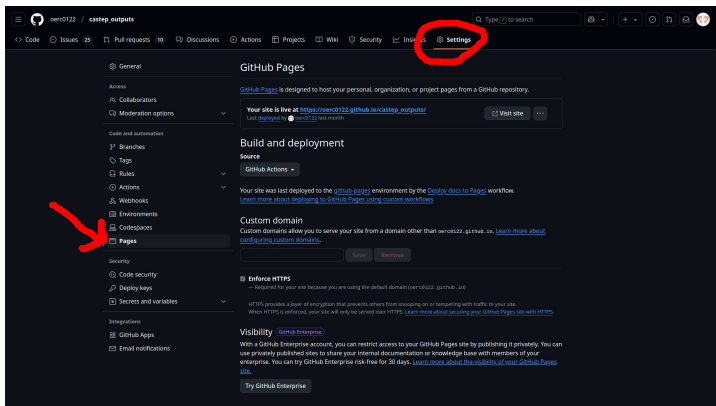 oerc0122 / castep_outputs
Type / to search
Code Issues 25 Pull requests 10 Discussions Actions Projects Wiki Security Insights Settings
General
Access
Collaborators
Moderation options
Code and automation
Branches
Tags
Rules
Actions
Webhooks
Environments
Codespaces
Pages
Security
Code security
Deploy keys
Secrets and variables
Integrations
GitHub Apps
Email notifications
GitHub Pages
GitHub Pages is designed to host your personal, organization, or project pages from a GitHub repository.
Your site is live at https://oerc0122.github.io/castep_outputs/
Last deployed by oerc0122 last month
Visit site
Build and deployment
Source
GitHub Actions
Your site was last deployed to the github-pages environment by the Deploy docs to Pages workflow.
Learn more about deploying to GitHub Pages using custom workflows
Custom domain
Custom domains allow you to serve your site from a domain other than oerc0122.github.io. Learn more about
configuring custom domains.
Save Remove
Enforce HTTPS
— Required for your site because you are using the default domain (oerc0122.github.io)
HTTPS provides a layer of encryption that prevents others from snooping on or tampering with traffic to your site.
When HTTPS is enforced, your site will only be served over HTTPS. Learn more about securing your GitHub Pages site with HTTPS.
Visibility GitHub Enterprise
With a GitHub Enterprise account, you can restrict access to your GitHub Pages site by publishing it privately. You can
use privately published sites to share your internal documentation or knowledge base with members of your
enterprise. You can try GitHub Enterprise risk-free for 30 days. Learn more about the visibility of your GitHub Pages
site.
Try GitHub Enterprise